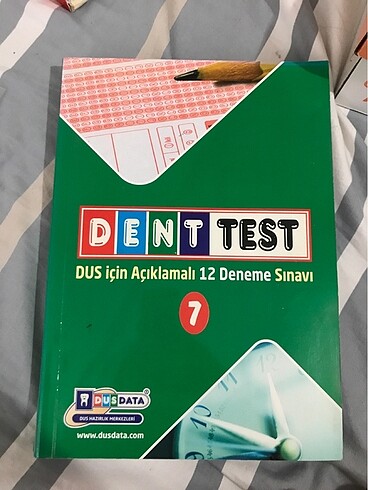 DENT TEST
DUS için Açıklamalı 12 Deneme Sınavı
7
DUSDATA
DUS HAZIRLIK MERKEZLERİ
www.dusdata.com